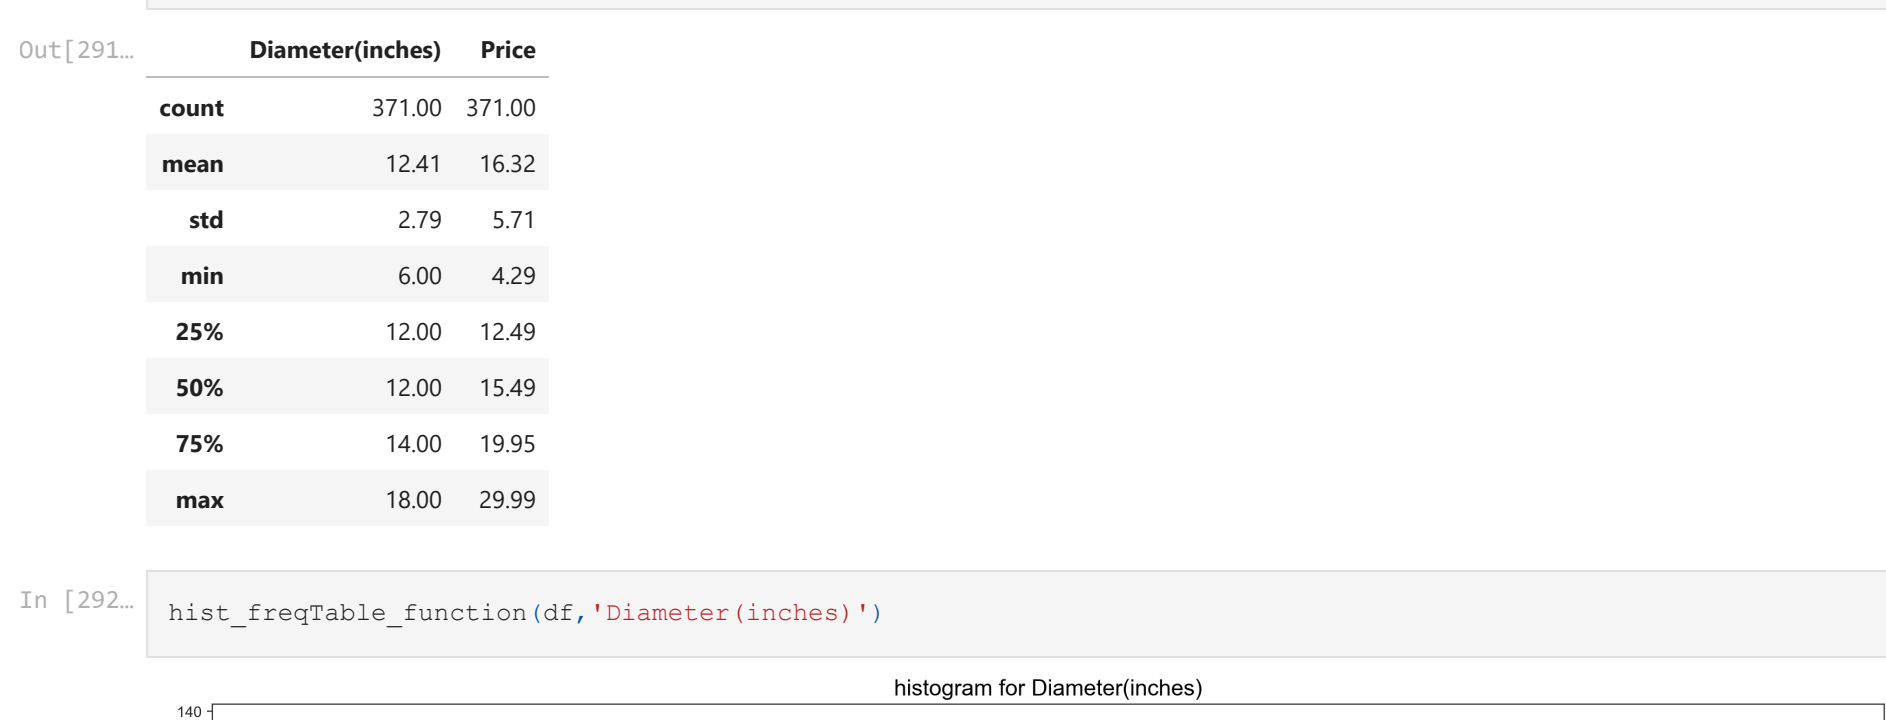 Out[291…
Diameter(inches) Price
count 371.00 371.00
mean 12.41 16.32
std 2.79 5.71
min 6.00 4.29
25% 12.00 12.49
50% 12.00 15.49
75% 14.00 19.95
max 18.00 29.99
In [292…
hist_freqTable_function(df,'Diameter(inches)')
histogram for Diameter(inches)
140